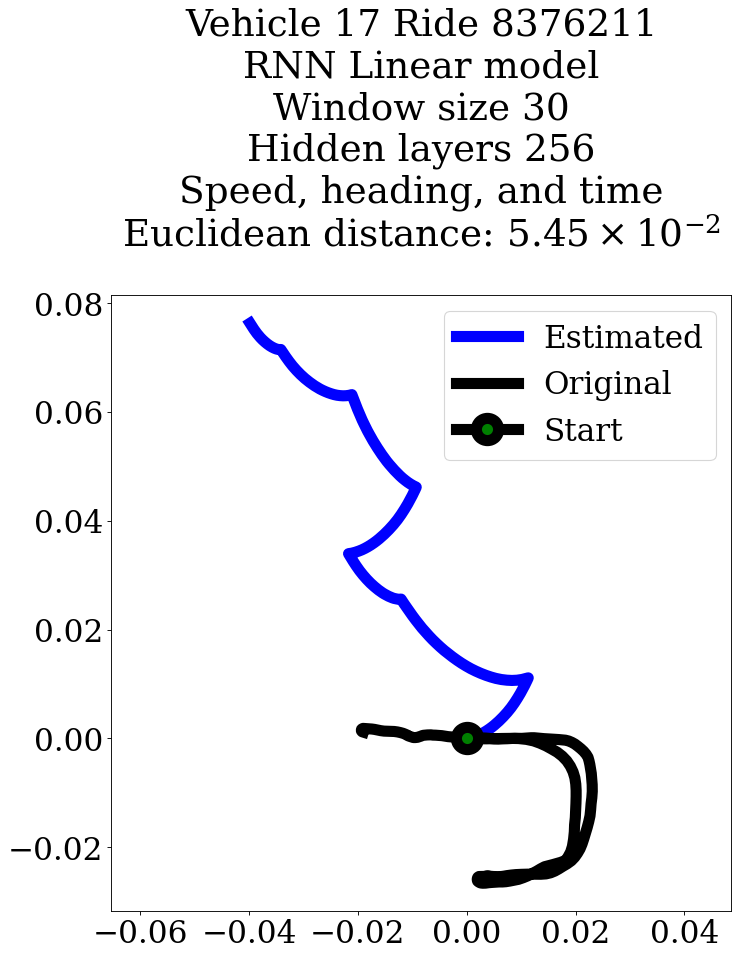 Vehicle 17 Ride 8376211
RNN Linear model
Window size 30
Hidden layers 256
Speed, heading, and time
Euclidean distance: 5.45 × 10⁻²
0.08
Estimated
Original
Start
0.06
0.04
0.02
0.00
−0.02
−0.06 −0.04 −0.02 0.00 0.02 0.04